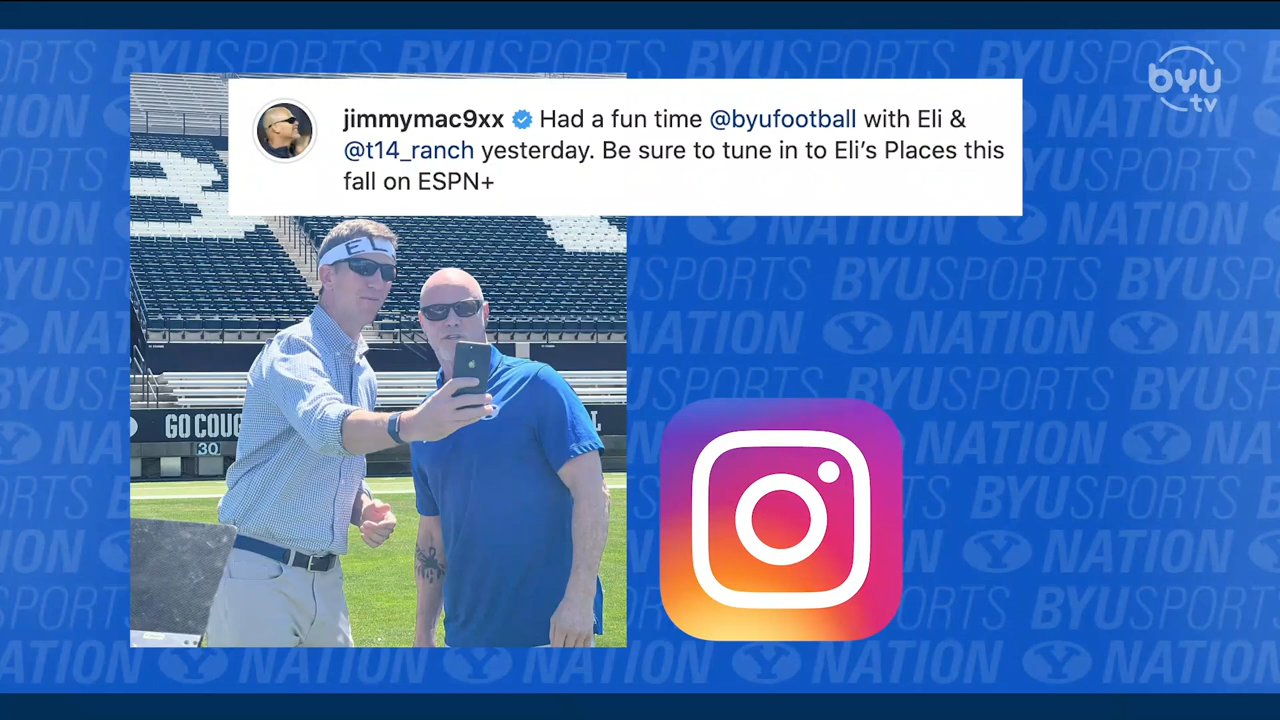 byu
tv
jimmymac9xx Had a fun time @byufootball with Eli &
@t14_ranch yesterday. Be sure to tune in to Eli's Places this
fall on ESPN+
GO COUG
30
BYUSPORTS
NATION